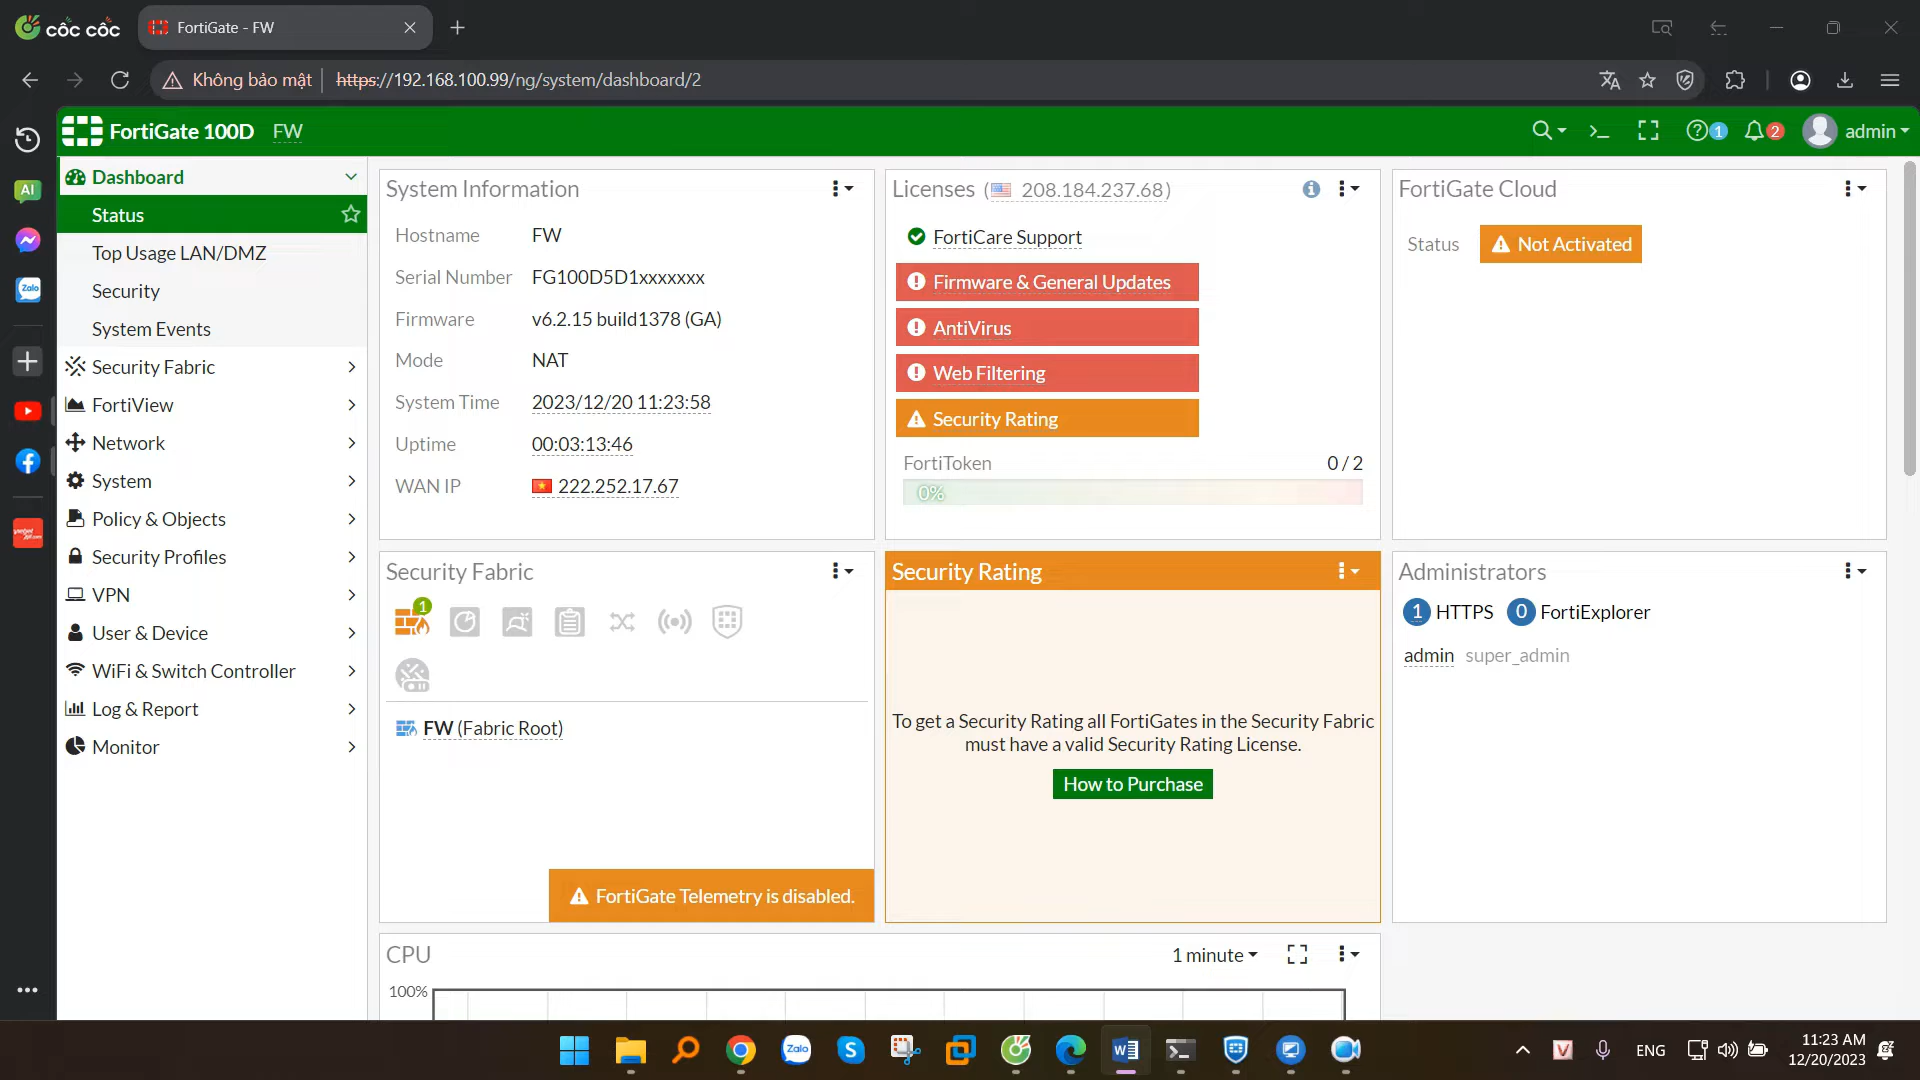 cốc cốc
FortiGate - FW
Không bảo mật
https://192.168.100.99/ng/system/dashboard/2
FortiGate 100D FW
1
2
admin
AI
Zalo
Dashboard
Status
Top Usage LAN/DMZ
Security
System Events
Security Fabric
FortiView
Network
System
Policy & Objects
Security Profiles
VPN
User & Device
WiFi & Switch Controller
Log & Report
Monitor
System Information
Hostname FW
Serial Number FG100D5D1xxxxxxx
Firmware v6.2.15 build1378 (GA)
Mode NAT
System Time 2023/12/20 11:23:58
Uptime 00:03:13:46
WAN IP 222.252.17.67
Licenses (208.184.237.68)
FortiCare Support
Firmware & General Updates
AntiVirus
Web Filtering
Security Rating
FortiToken 0 / 2
0%
FortiGate Cloud
Status Not Activated
Security Fabric
1
FW (Fabric Root)
FortiGate Telemetry is disabled.
Security Rating
To get a Security Rating all FortiGates in the Security Fabric
must have a valid Security Rating License.
How to Purchase
Administrators
1 HTTPS 0 FortiExplorer
admin super_admin
CPU
1 minute
100%
Zalo
S
W
V
ENG
11:23 AM
12/20/2023